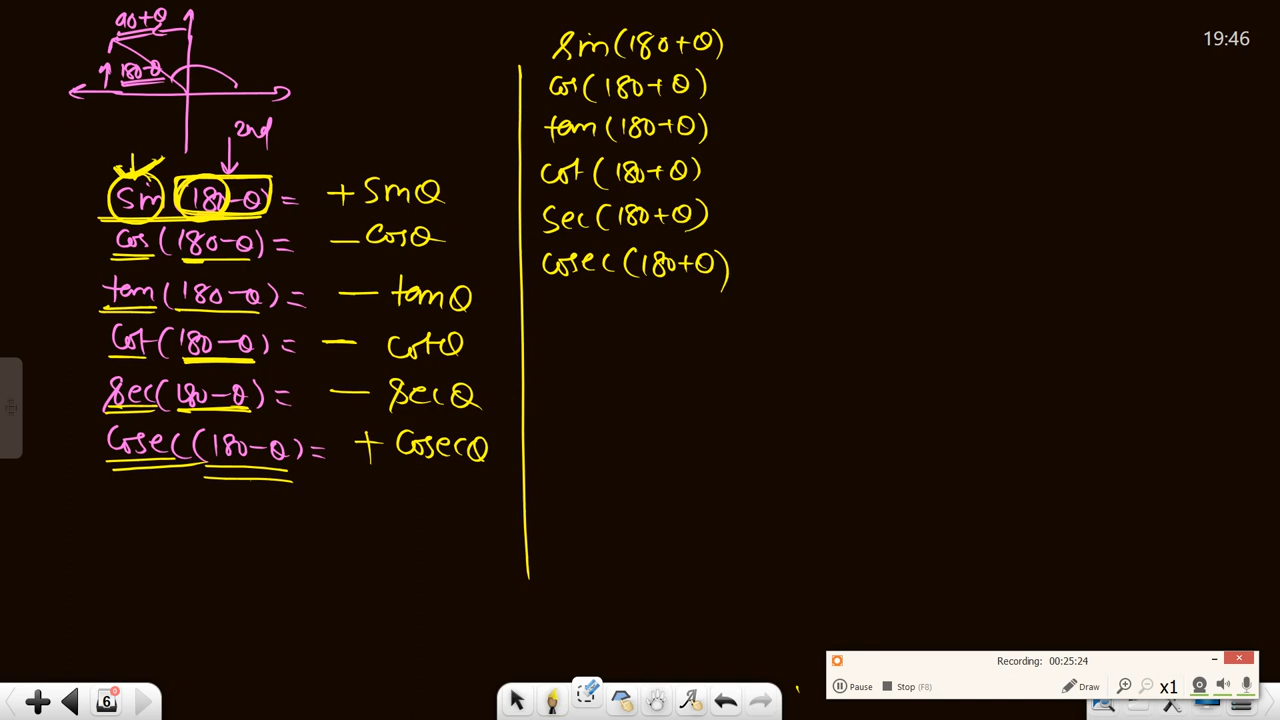 90+θ
180-θ
2nd
Sin (180-θ) = + Sinθ
cos (180-θ) = - cosθ
tan (180-θ) = - tanθ
Cot (180-θ) = - cotθ
Sec (180-θ) = - Secθ
Cosec (180-θ) = + Cosecθ
Sin (180+θ)
cos (180+θ)
tan (180+θ)
cot (180+θ)
Sec (180+θ)
cosec (180+θ)
19:46
Recording: 00:25:24
Pause Stop (F8) Draw x1
6 0